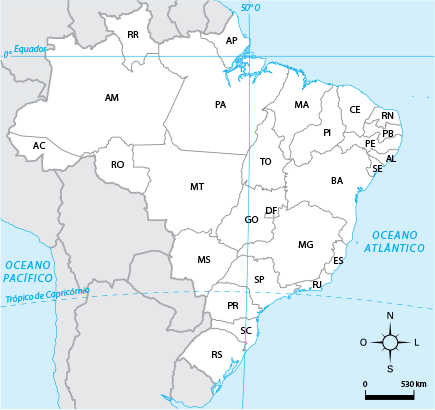 50° O
RR
AP
0° Equador
AM
PA
MA
CE
RN
PB
PI
PE
AC
RO
TO
AL
SE
MT
BA
DF
GO
OCEANO
ATLÂNTICO
MG
MS
ES
OCEANO
PACÍFICO
SP
RJ
Trópico de Capricórnio
PR
SC
RS
N
O
L
S
0
530 km